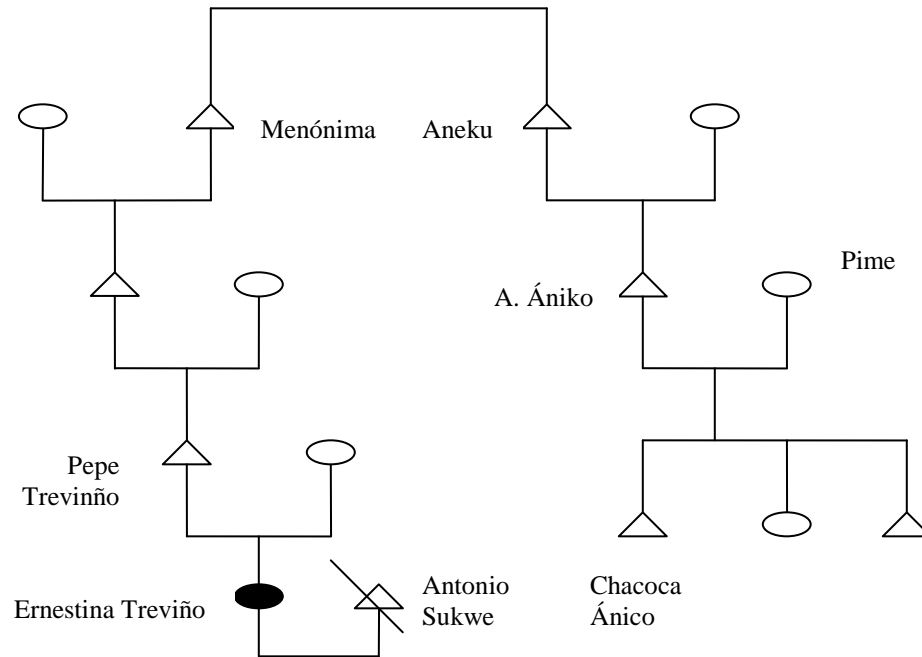 Menónima
Aneku
Pime
A. Ániko
Pepe
Trevinño
Ernestina Treviño
Antonio
Sukwe
Chacoca
Ánico